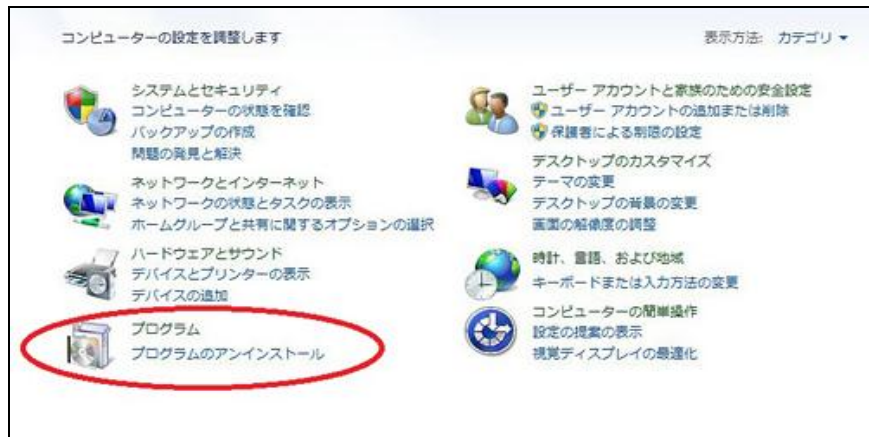 コンピューターの設定を調整します
表示方法: カテゴリ
システムとセキュリティ
コンピューターの状態を確認
バックアップの作成
問題の発見と解決
ネットワークとインターネット
ネットワークの状態とタスクの表示
ホームグループと共有に関するオプションの選択
ハードウェアとサウンド
デバイスとプリンターの表示
デバイスの追加
プログラム
プログラムのアンインストール
ユーザー アカウントと家族のための安全設定
ユーザー アカウントの追加または削除
保護者による制限の設定
デスクトップのカスタマイズ
テーマの変更
デスクトップの背景の変更
画面の解像度の調整
時計、言語、および地域
キーボードまたは入力方法の変更
コンピューターの簡単操作
設定の提案の表示
視覚ディスプレイの最適化